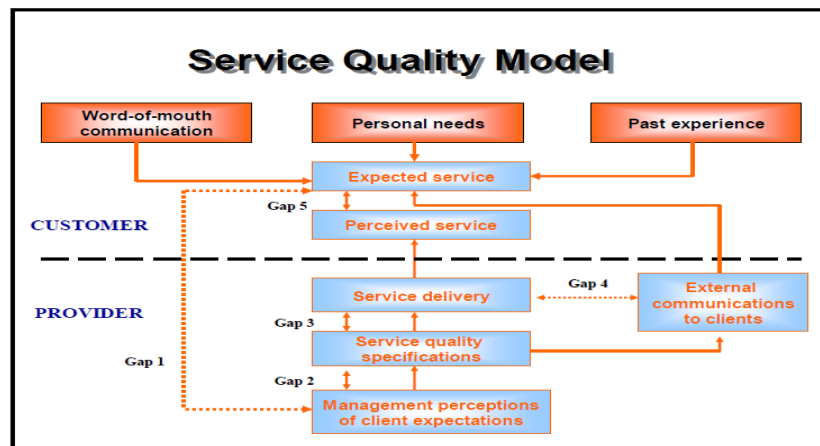 Service Quality Model
Word-of-mouth
communication
Personal needs
Past experience
Expected service
Gap 5
CUSTOMER
Perceived service
Service delivery
Gap 4
External
communications
to clients
PROVIDER
Gap 3
Service quality
specifications
Gap 1
Gap 2
Management perceptions
of client expectations